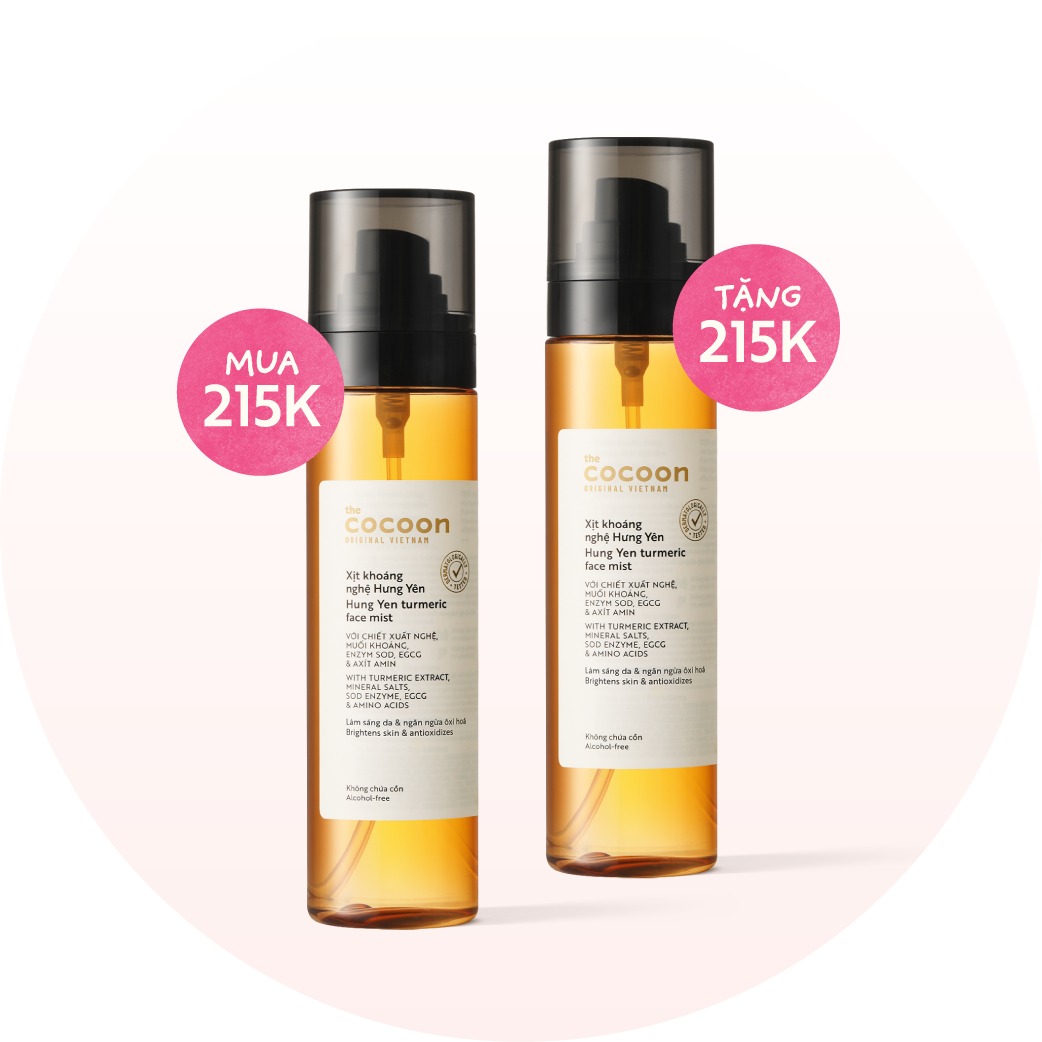 MUA
215K
the
cocoon
ORIGINAL VIETNAM
DERMATOLOGICALLY
• TESTED •
Xịt khoáng
nghệ Hưng Yên
Hung Yen turmeric
face mist
VỚI CHIẾT XUẤT NGHỆ,
MUỐI KHOÁNG,
ENZYM SOD, EGCG
& AXÍT AMIN
WITH TURMERIC EXTRACT,
MINERAL SALTS,
SOD ENZYME, EGCG
& AMINO ACIDS
Làm sáng da & ngăn ngừa ôxi hoá
Brightens skin & antioxidizes
Không chứa cồn
Alcohol-free
TẶNG
215K
the
cocoon
ORIGINAL VIETNAM
DERMATOLOGICALLY
• TESTED •
Xịt khoáng
nghệ Hưng Yên
Hung Yen turmeric
face mist
VỚI CHIẾT XUẤT NGHỆ,
MUỐI KHOÁNG,
ENZYM SOD, EGCG
& AXÍT AMIN
WITH TURMERIC EXTRACT,
MINERAL SALTS,
SOD ENZYME, EGCG
& AMINO ACIDS
Làm sáng da & ngăn ngừa ôxi hoá
Brightens skin & antioxidizes
Không chứa cồn
Alcohol-free